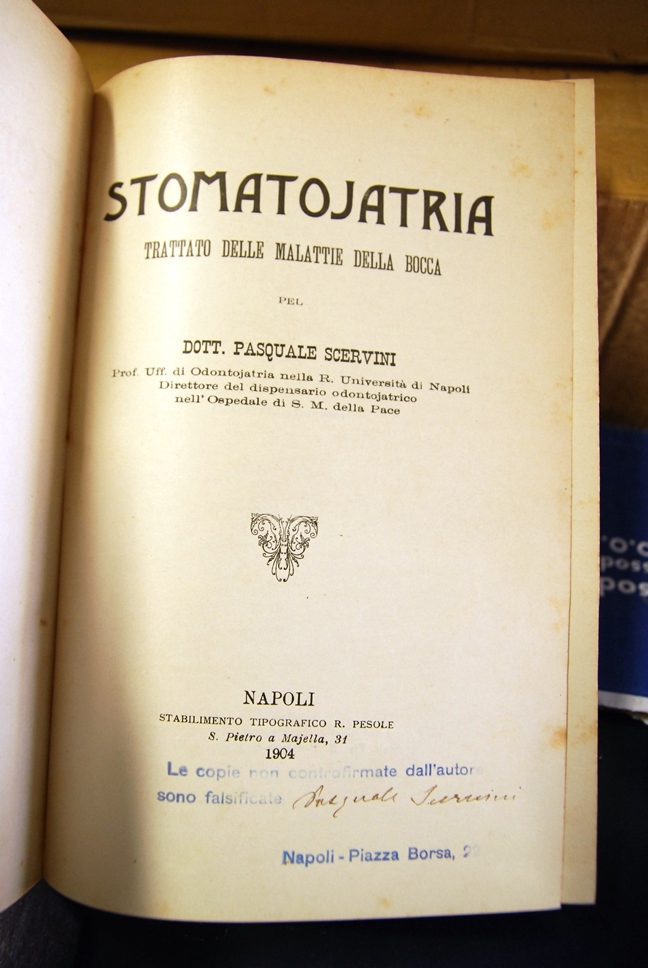 STOMATOJATRIA
TRATTATO DELLE MALATTIE DELLA BOCCA
PEL
DOTT. PASQUALE SCERVINI
Prof. Uff. di Odontojatria nella R. Università di Napoli
Direttore del dispensario odontojatrico
nell' Ospedale di S. M. della Pace
NAPOLI
STABILIMENTO TIPOGRAFICO R. PESOLE
S. Pietro a Majella, 31
1904
Le copie non controfirmate dall'autore
sono falsificate Pasquale Scervini
Napoli - Piazza Borsa,
poss
pos